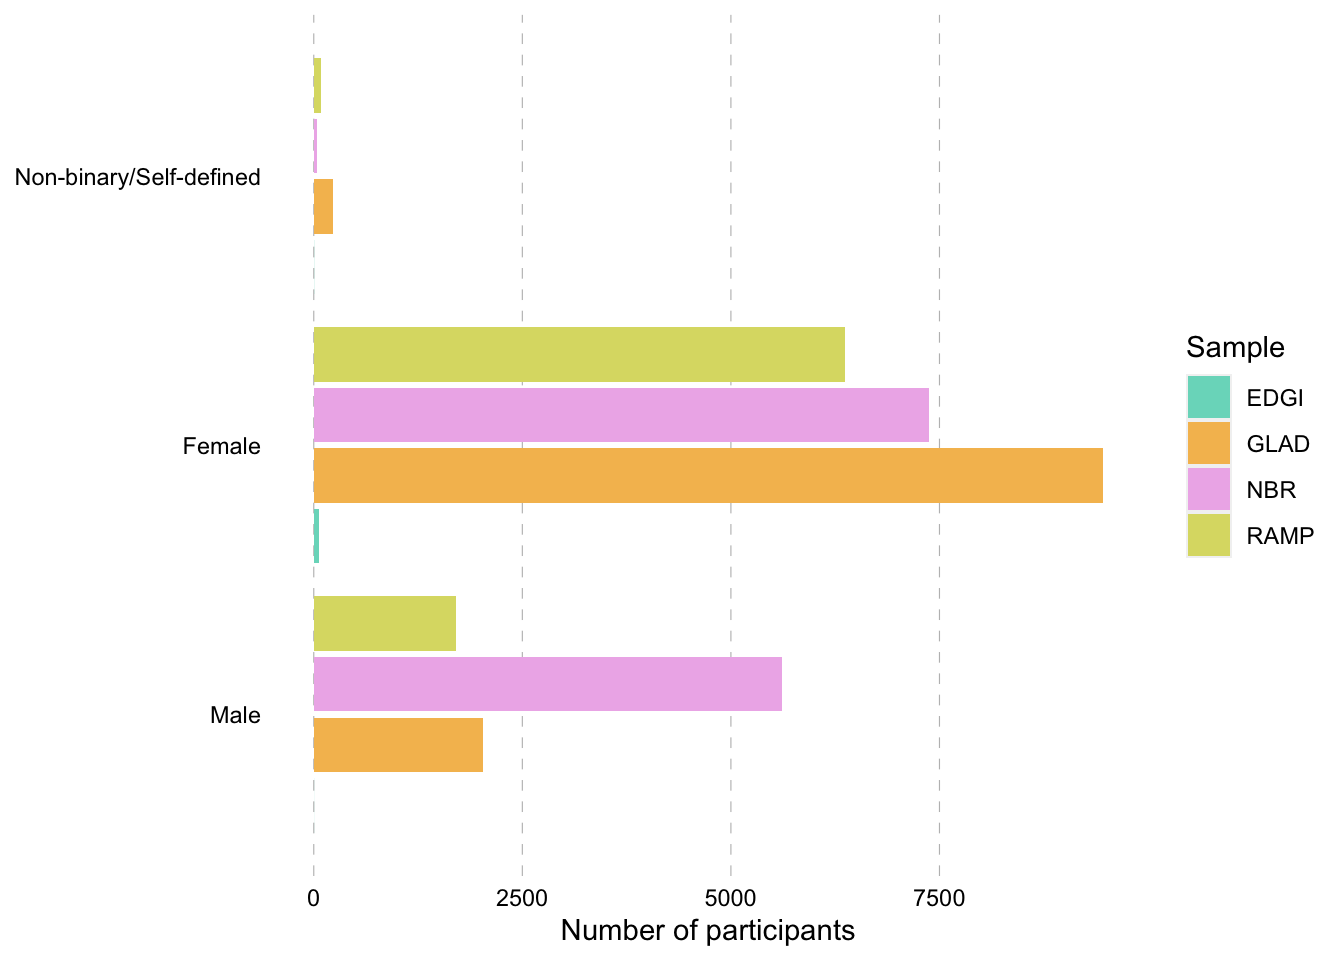 Non-binary/Self-defined
Female
Male
0 2500 5000 7500
Number of participants
Sample
EDGI
GLAD
NBR
RAMP